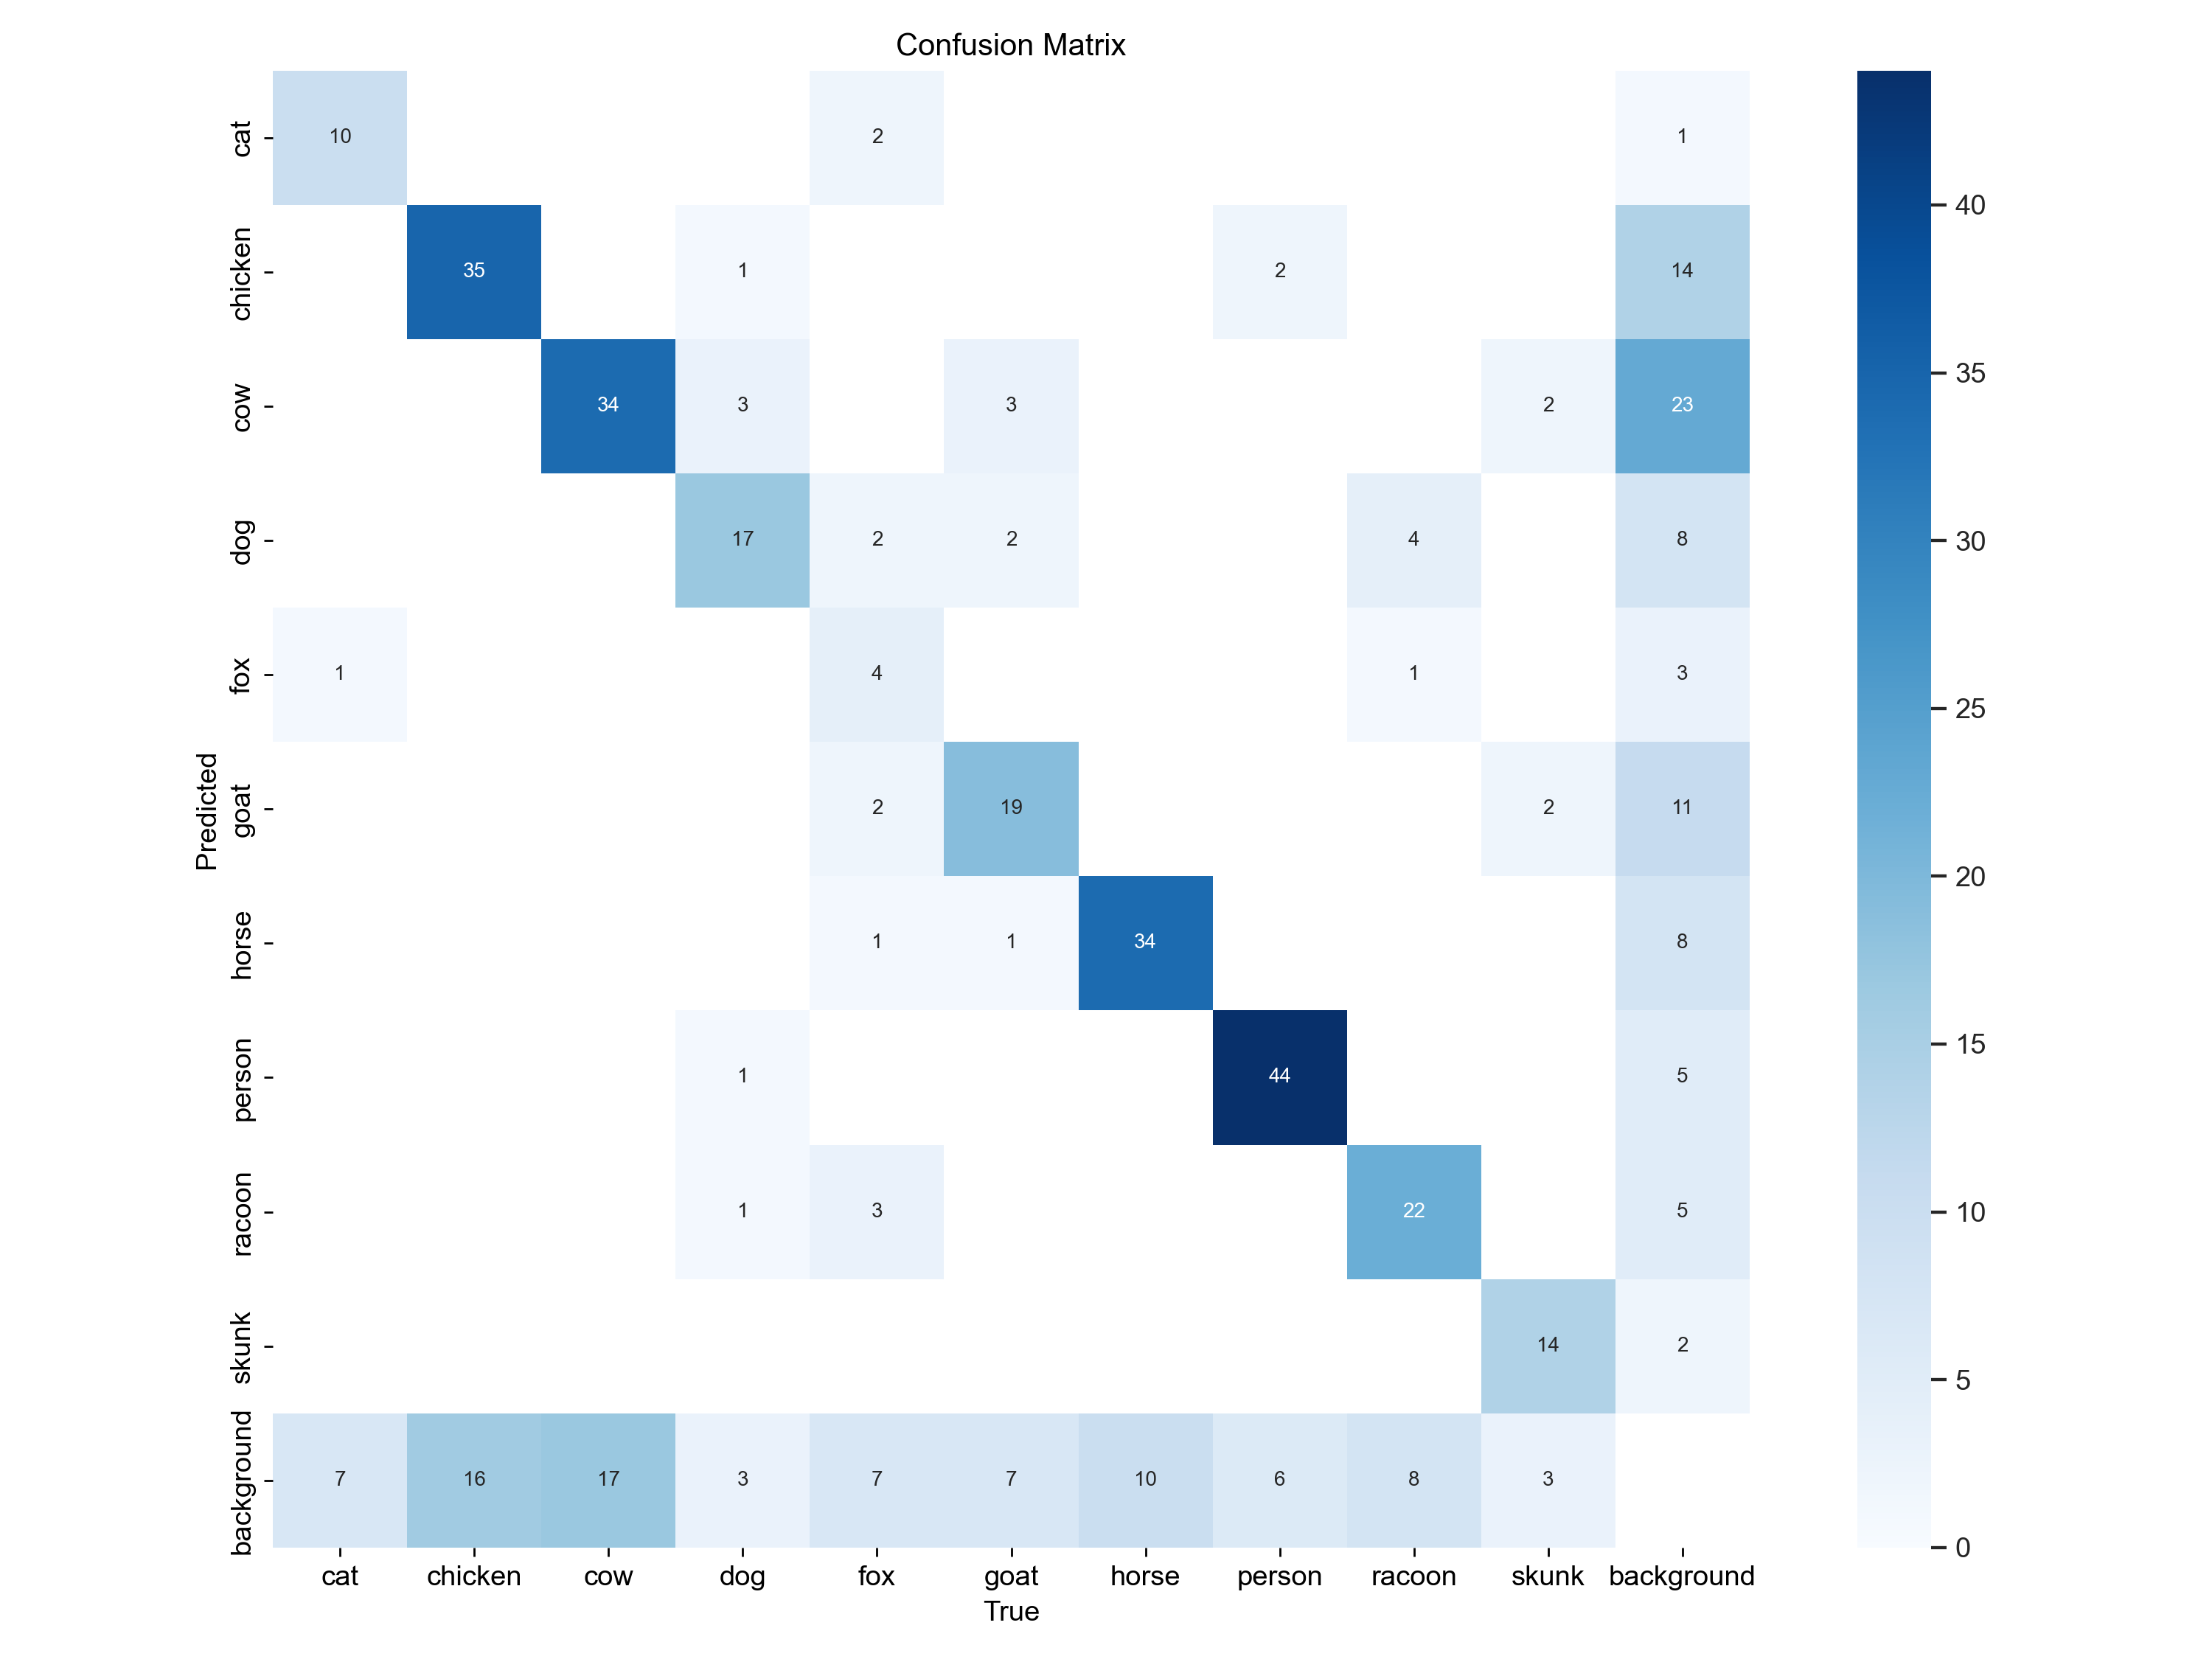 Confusion Matrix
cat 10 2 1
chicken 35 1 2 14
cow 34 3 3 2 23
dog 17 2 2 4 8
fox 1 4 1 3
goat 2 19 2 11
horse 1 1 34 8
person 1 44 5
racoon 1 3 22 5
skunk 14 2
background 7 16 17 3 7 7 10 6 8 3
Predicted
cat chicken cow dog fox goat horse person racoon skunk background
True
40
35
30
25
20
15
10
5
0